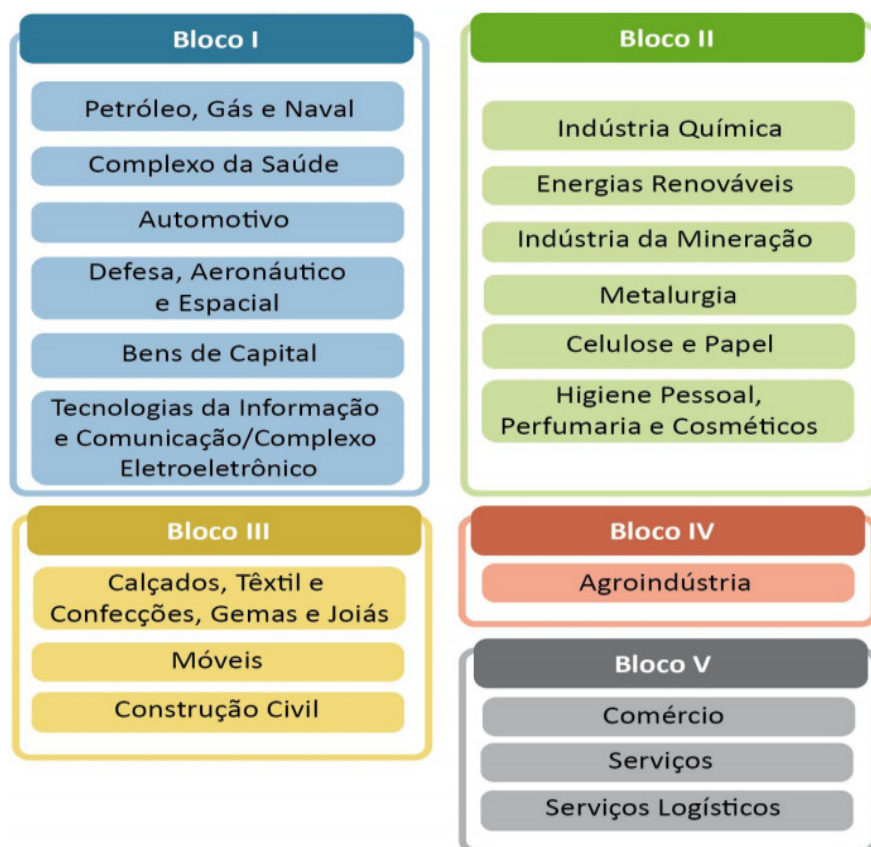 Bloco I
Petróleo, Gás e Naval
Complexo da Saúde
Automotivo
Defesa, Aeronáutico
e Espacial
Bens de Capital
Tecnologias da Informação
e Comunicação/Complexo
Eletroeletrônico
Bloco II
Indústria Química
Energias Renováveis
Indústria da Mineração
Metalurgia
Celulose e Papel
Higiene Pessoal,
Perfumaria e Cosméticos
Bloco III
Calçados, Têxtil e
Confecções, Gemas e Joiás
Móveis
Construção Civil
Bloco IV
Agroindústria
Bloco V
Comércio
Serviços
Serviços Logísticos